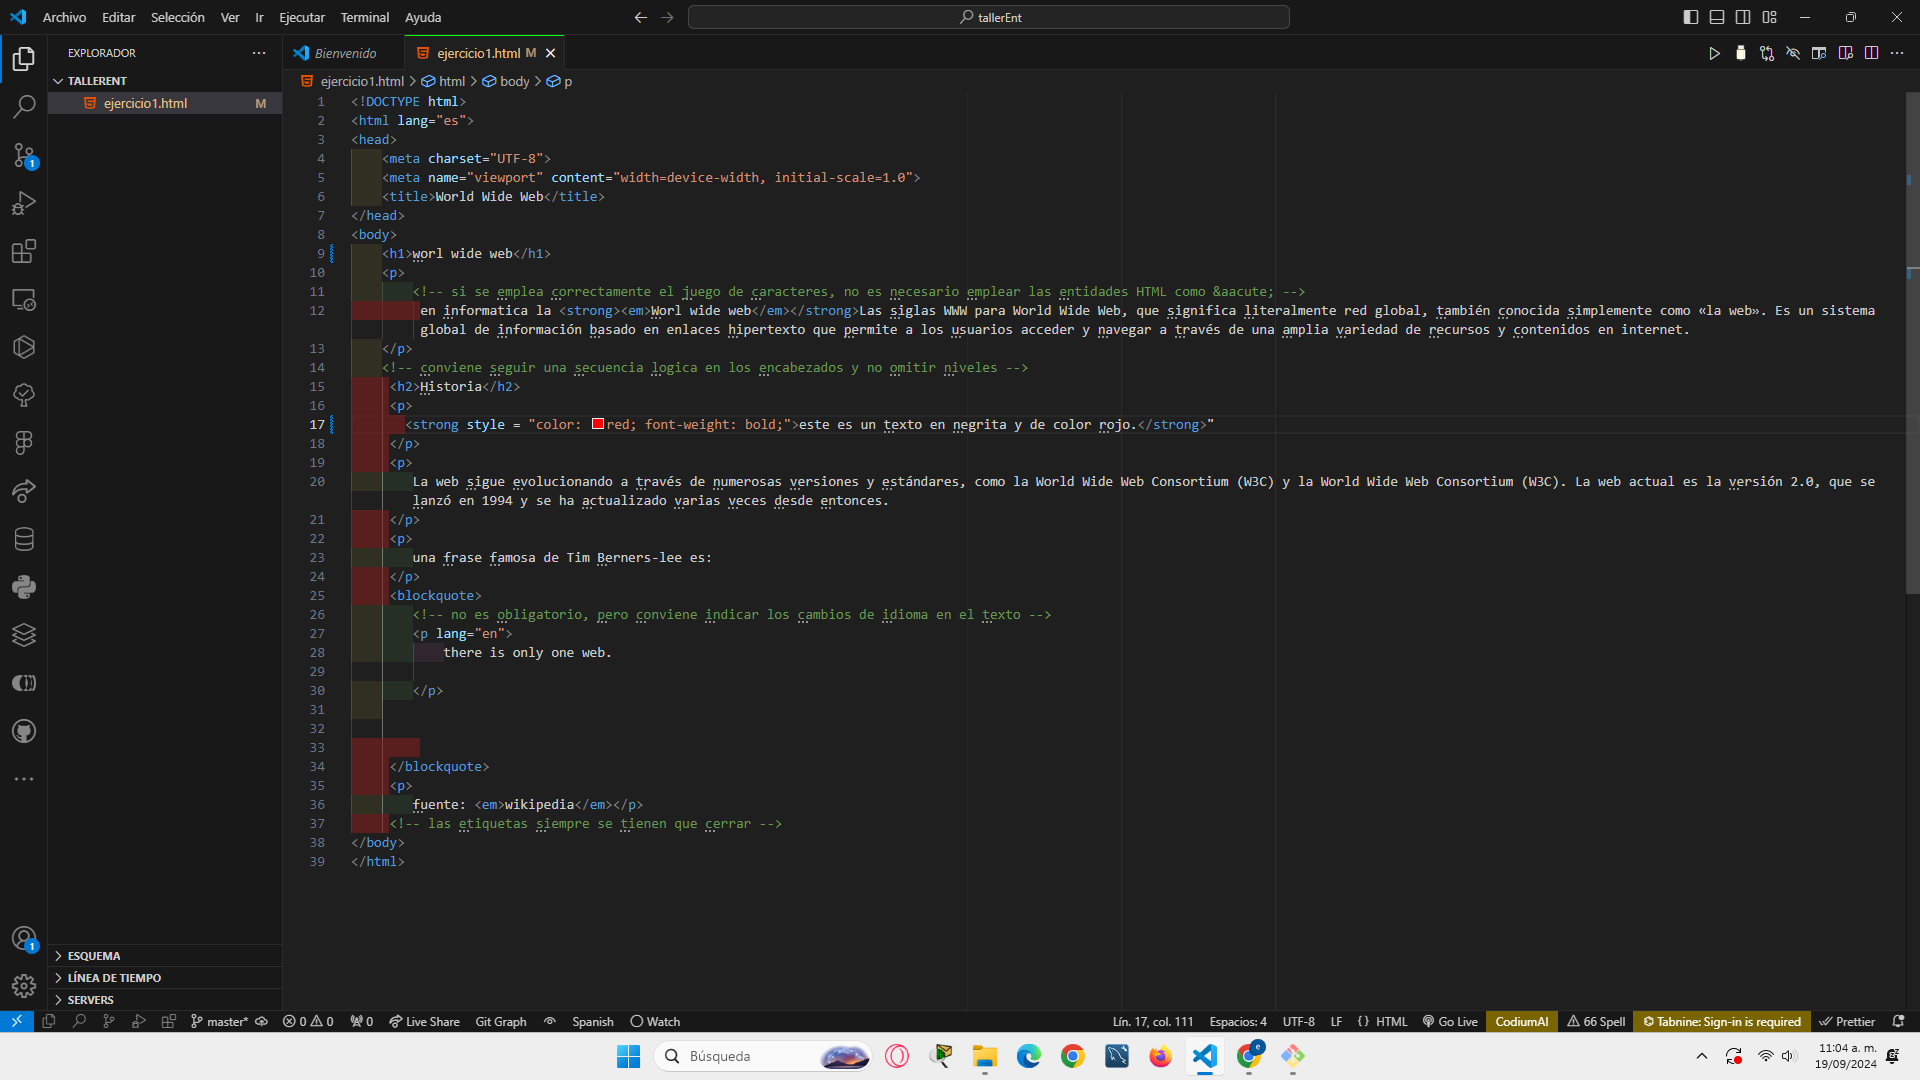 Archivo Editar Selección Ver Ir Ejecutar Terminal Ayuda
tallerEnt
EXPLORADOR
Bienvenido
ejercicio1.html M
TALLERENT
ejercicio1.html M
ejercicio1.html > html > body > p
1 <!DOCTYPE html>
2 <html lang="es">
3 <head>
4 <meta charset="UTF-8">
5 <meta name="viewport" content="width=device-width, initial-scale=1.0">
6 <title>World Wide Web</title>
7 </head>
8 <body>
9 <h1>worl wide web</h1>
10 <p>
11 <!-- si se emplea correctamente el juego de caracteres, no es necesario emplear las entidades HTML como &aacute; -->
12 en informatica la <strong><em>Worl wide web</em></strong>Las siglas WWW para World Wide Web, que significa literalmente red global, también conocida simplemente como «la web». Es un sistema
global de información basado en enlaces hipertexto que permite a los usuarios acceder y navegar a través de una amplia variedad de recursos y contenidos en internet.
13 </p>
14 <!-- conviene seguir una secuencia logica en los encabezados y no omitir niveles -->
15 <h2>Historia</h2>
16 <p>
17 <strong style = "color: red; font-weight: bold;">este es un texto en negrita y de color rojo.</strong>"
18 </p>
19 <p>
20 La web sigue evolucionando a través de numerosas versiones y estándares, como la World Wide Web Consortium (W3C) y la World Wide Web Consortium (W3C). La web actual es la versión 2.0, que se
lanzó en 1994 y se ha actualizado varias veces desde entonces.
21 </p>
22 <p>
23 una frase famosa de Tim Berners-lee es:
24 </p>
25 <blockquote>
26 <!-- no es obligatorio, pero conviene indicar los cambios de idioma en el texto -->
27 <p lang="en">
28 there is only one web.
29
30 </p>
31
32
33
34 </blockquote>
35 <p>
36 fuente: <em>wikipedia</em></p>
37 <!-- las etiquetas siempre se tienen que cerrar -->
38 </body>
39 </html>
1
1
ESQUEMA
LÍNEA DE TIEMPO
SERVERS
master* 0 0 0 Live Share Git Graph Spanish Watch
Lín. 17, col. 111 Espacios: 4 UTF-8 LF {} HTML Go Live CodiumAI 66 Spell Tabnine: Sign-in is required Prettier
Búsqueda
e
11:04 a. m.
19/09/2024